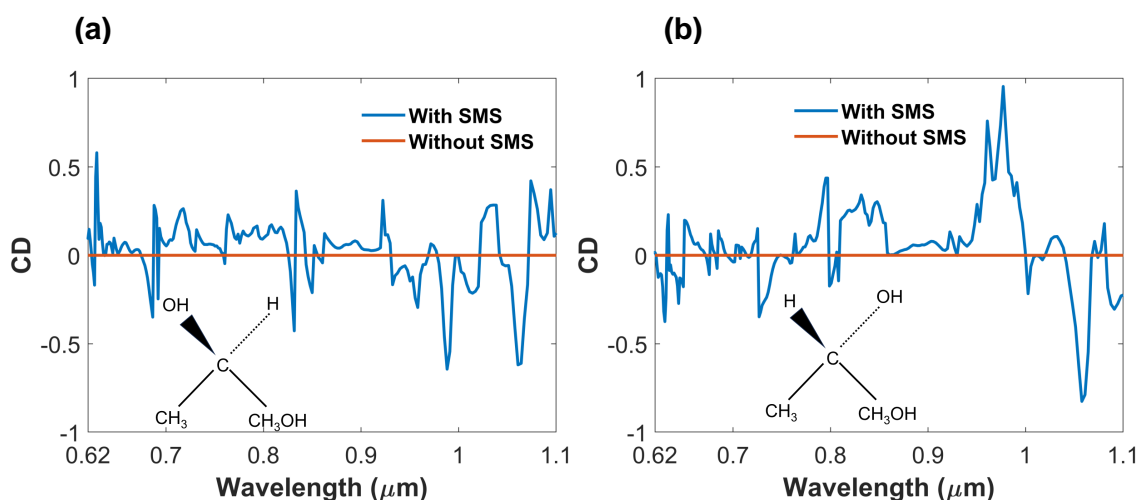 (a)
1
0.5
0
-0.5
-1
CD
With SMS
Without SMS
OH
H
C
CH3
CH3OH
0.62 0.7 0.8 0.9 1 1.1
Wavelength (μm)
(b)
1
0.5
0
-0.5
-1
CD
With SMS
Without SMS
H
OH
C
CH3
CH3OH
0.62 0.7 0.8 0.9 1 1.1
Wavelength (μm)